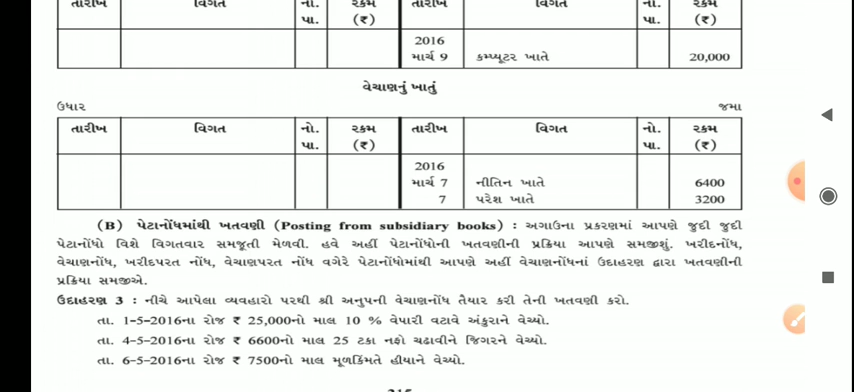 તારીખ વિગત નો. રકમ તારીખ વિગત નો. રકમ
પા. (₹) પા. (₹)
2016
માર્ચ 9 કમ્પ્યૂટર ખાતે 20,000
વેચાણનું ખાતું
ઉધાર જમા
તારીખ વિગત નો. રકમ તારીખ વિગત નો. રકમ
પા. (₹) પા. (₹)
2016
માર્ચ 7 નીતિન ખાતે 6400
7 પરેશ ખાતે 3200
(B) પેટાનોંધમાંથી ખતવણી (Posting from subsidiary books) : અગાઉના પ્રકરણમાં આપણે જુદી જુદી
પેટાનોંધો વિશે વિગતવાર સમજૂતી મેળવી. હવે અહીં પેટાનોંધોની ખતવણીની પ્રક્રિયા આપણે સમજીશું. ખરીદનોંધ,
વેચાણનોંધ, ખરીદપરત નોંધ, વેચાણપરત નોંધ વગેરે પેટાનોંધોમાંથી આપણે અહીં વેચાણનોંધનાં ઉદાહરણ દ્વારા ખતવણીની
પ્રક્રિયા સમજીએ.
ઉદાહરણ 3 : નીચે આપેલા વ્યવહારો પરથી શ્રી અનુપની વેચાણનોંધ તૈયાર કરી તેની ખતવણી કરો.
તા. 1-5-2016ના રોજ ₹ 25,000નો માલ 10 % વેપારી વટાવે અંકુરાને વેચ્યો.
તા. 4-5-2016ના રોજ ₹ 6600નો માલ 25 ટકા નફો ચઢાવીને જિગરને વેચ્યો.
તા. 6-5-2016ના રોજ ₹ 7500નો માલ મૂળકિંમતે હીયાને વેચ્યો.